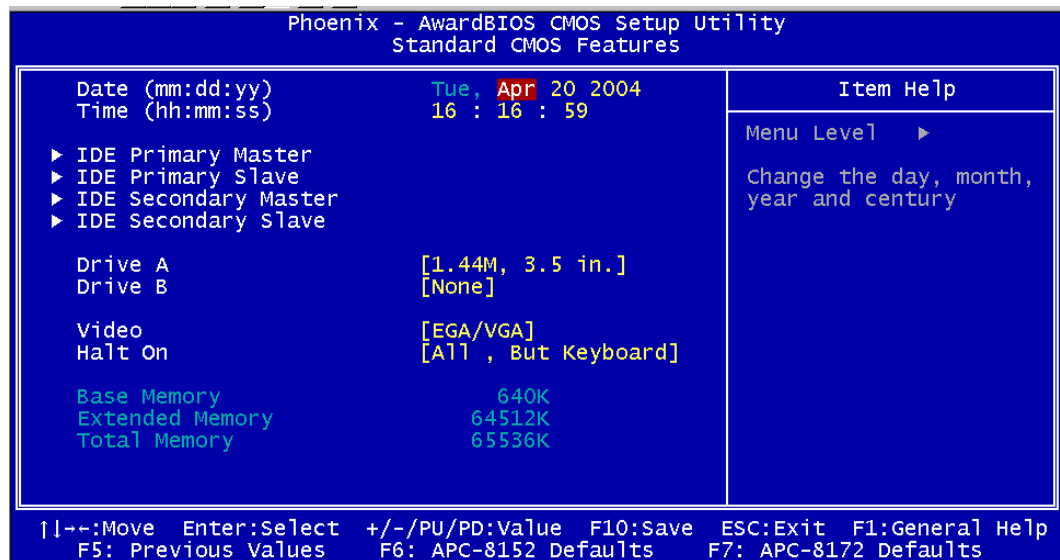 Phoenix - AwardBIOS CMOS Setup Utility
Standard CMOS Features
Date (mm:dd:yy) Tue, Apr 20 2004
Time (hh:mm:ss) 16 : 16 : 59
▶ IDE Primary Master
▶ IDE Primary Slave
▶ IDE Secondary Master
▶ IDE Secondary Slave
Drive A [1.44M, 3.5 in.]
Drive B [None]
Video [EGA/VGA]
Halt On [All , But Keyboard]
Base Memory 640K
Extended Memory 64512K
Total Memory 65536K
Item Help
Menu Level ▶
Change the day, month,
year and century
↑↓→←:Move Enter:Select +/-/PU/PD:Value F10:Save ESC:Exit F1:General Help
F5: Previous Values F6: APC-8152 Defaults F7: APC-8172 Defaults